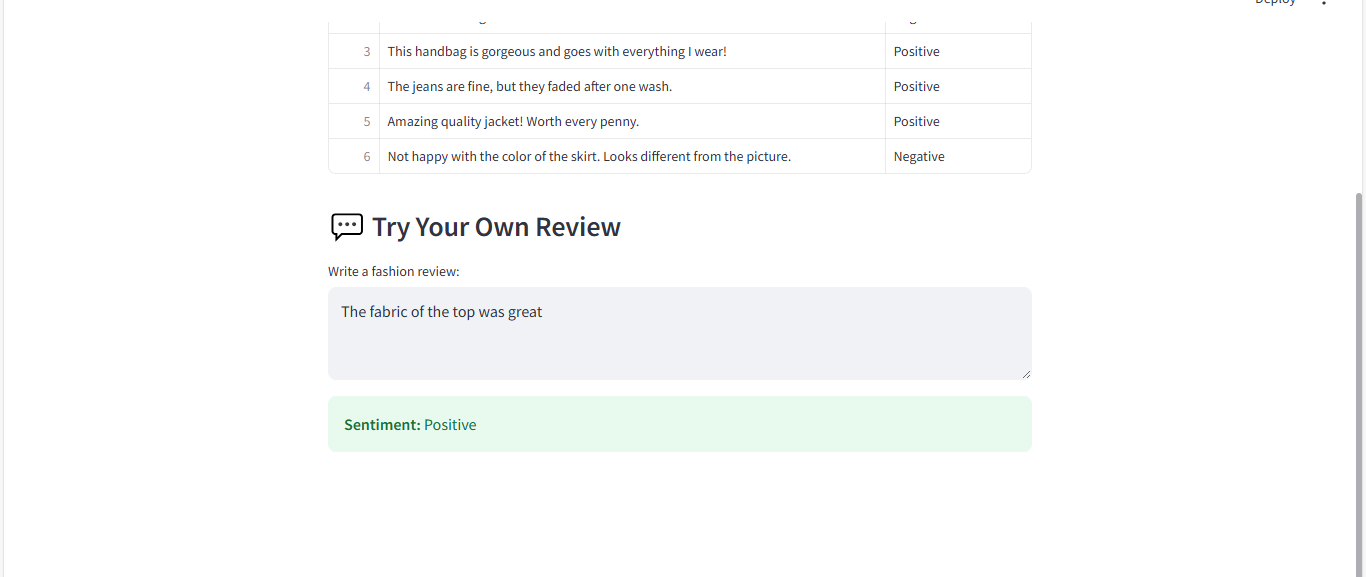 Deploy
3 This handbag is gorgeous and goes with everything I wear! Positive
4 The jeans are fine, but they faded after one wash. Positive
5 Amazing quality jacket! Worth every penny. Positive
6 Not happy with the color of the skirt. Looks different from the picture. Negative
Try Your Own Review
Write a fashion review:
The fabric of the top was great
Sentiment: Positive